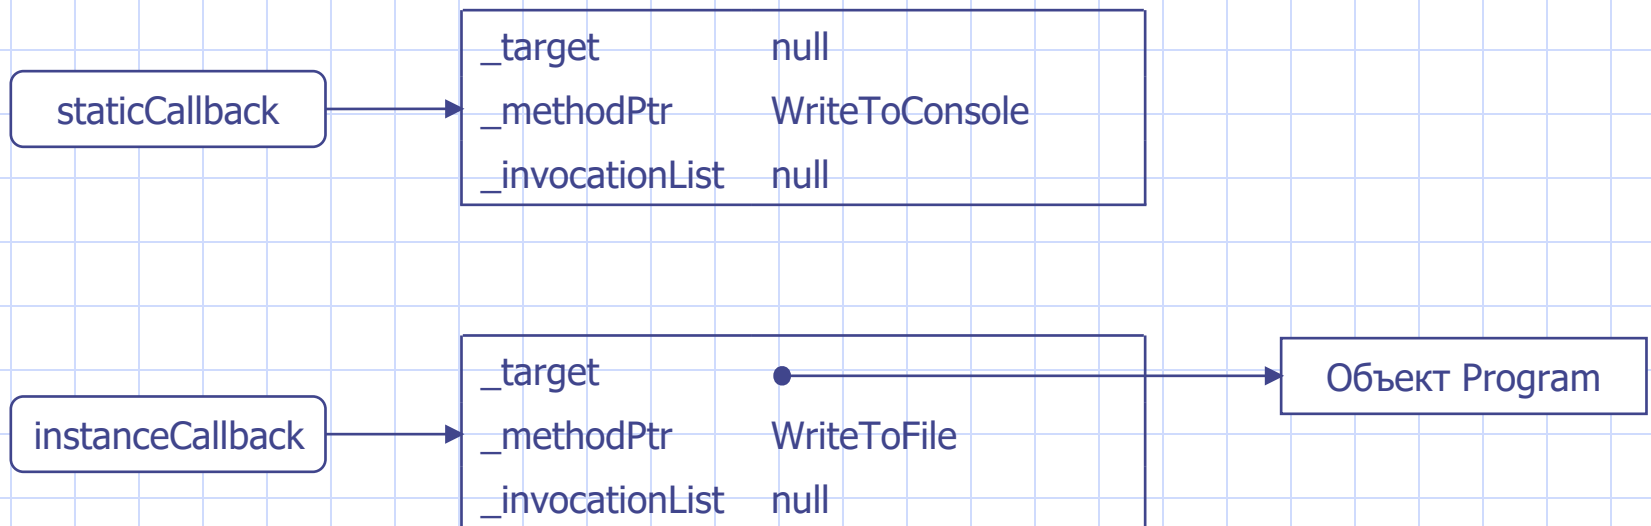 _target null
staticCallback
_methodPtr WriteToConsole
_invocationList null
_target
Объект Program
instanceCallback
_methodPtr WriteToFile
_invocationList null